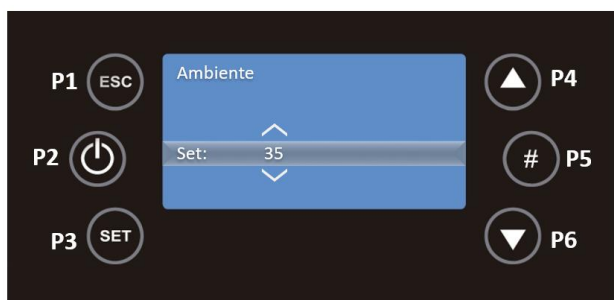 P1 ESC
Ambiente
P4
P2
Set: 35
# P5
P3 SET
P6